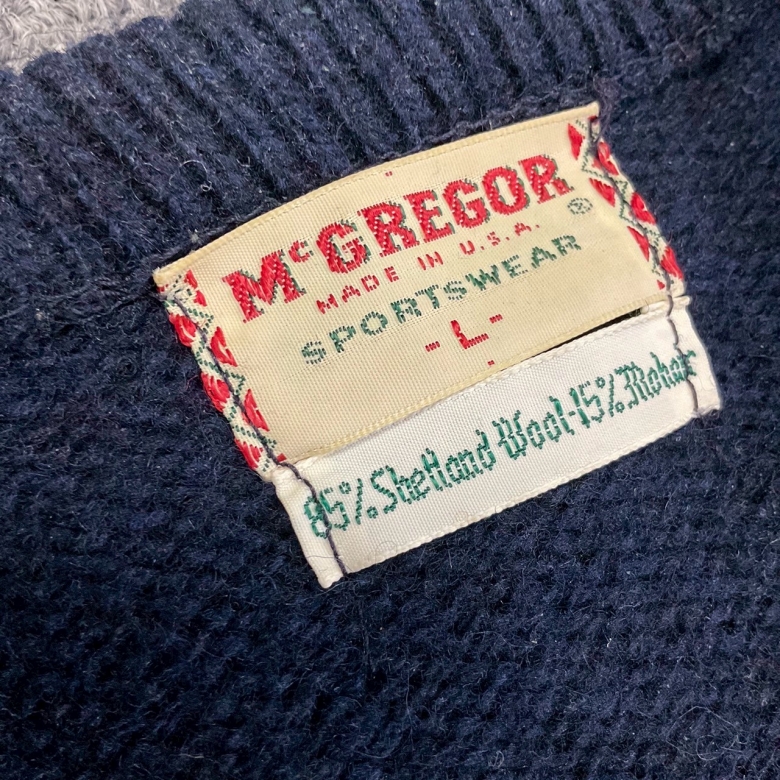 McGREGOR
®
MADE IN U.S.A.
SPORTSWEAR
-L-
85% Shetland Wool-15% Mohair